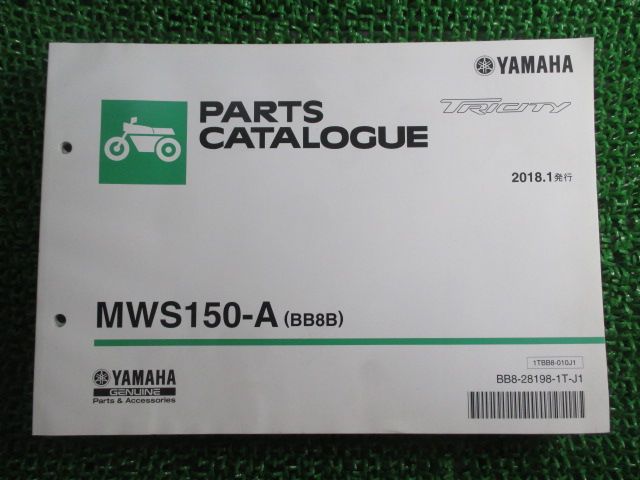 YAMAHA
TRICITY
PARTS
CATALOGUE
2018.1発行
MWS150-A (BB8B)
1TBB8-010J1
YAMAHA
GENUINE
Parts & Accessories
BB8-28198-1T-J1